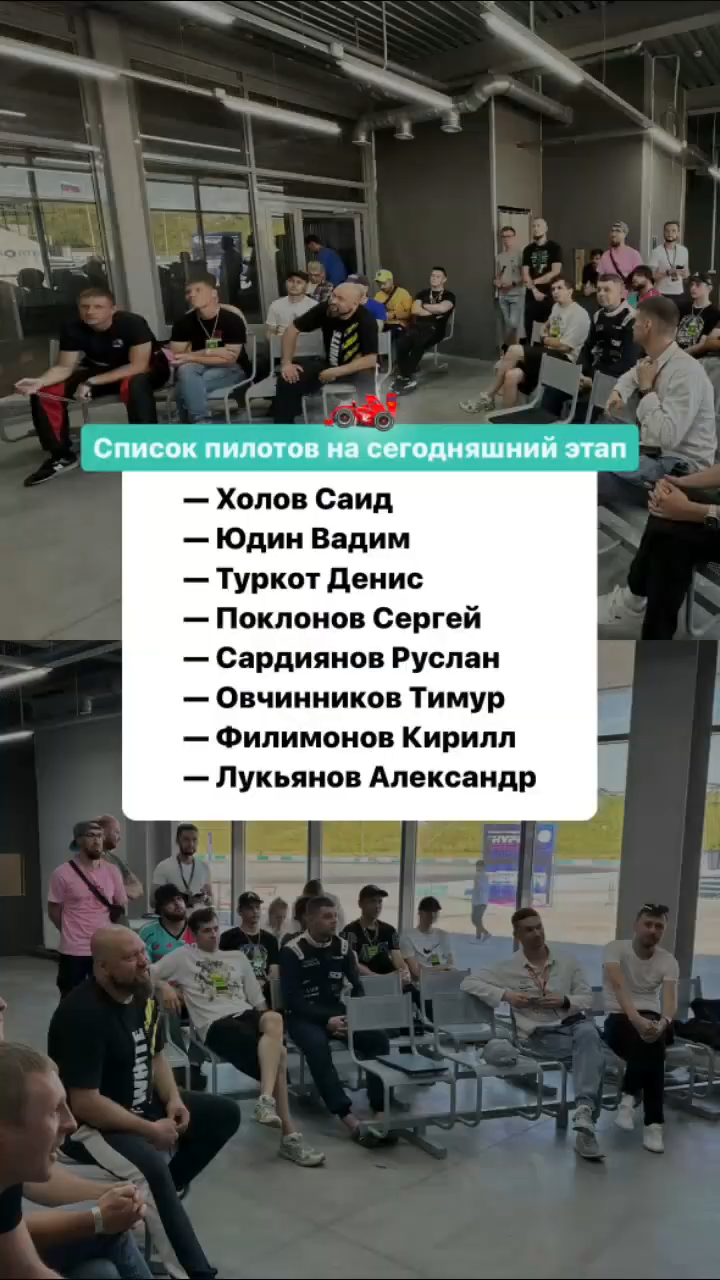 Список пилотов на сегодняшний этап
— Холов Саид
— Юдин Вадим
— Туркот Денис
— Поклонов Сергей
— Сардиянов Руслан
— Овчинников Тимур
— Филимонов Кирилл
— Лукьянов Александр